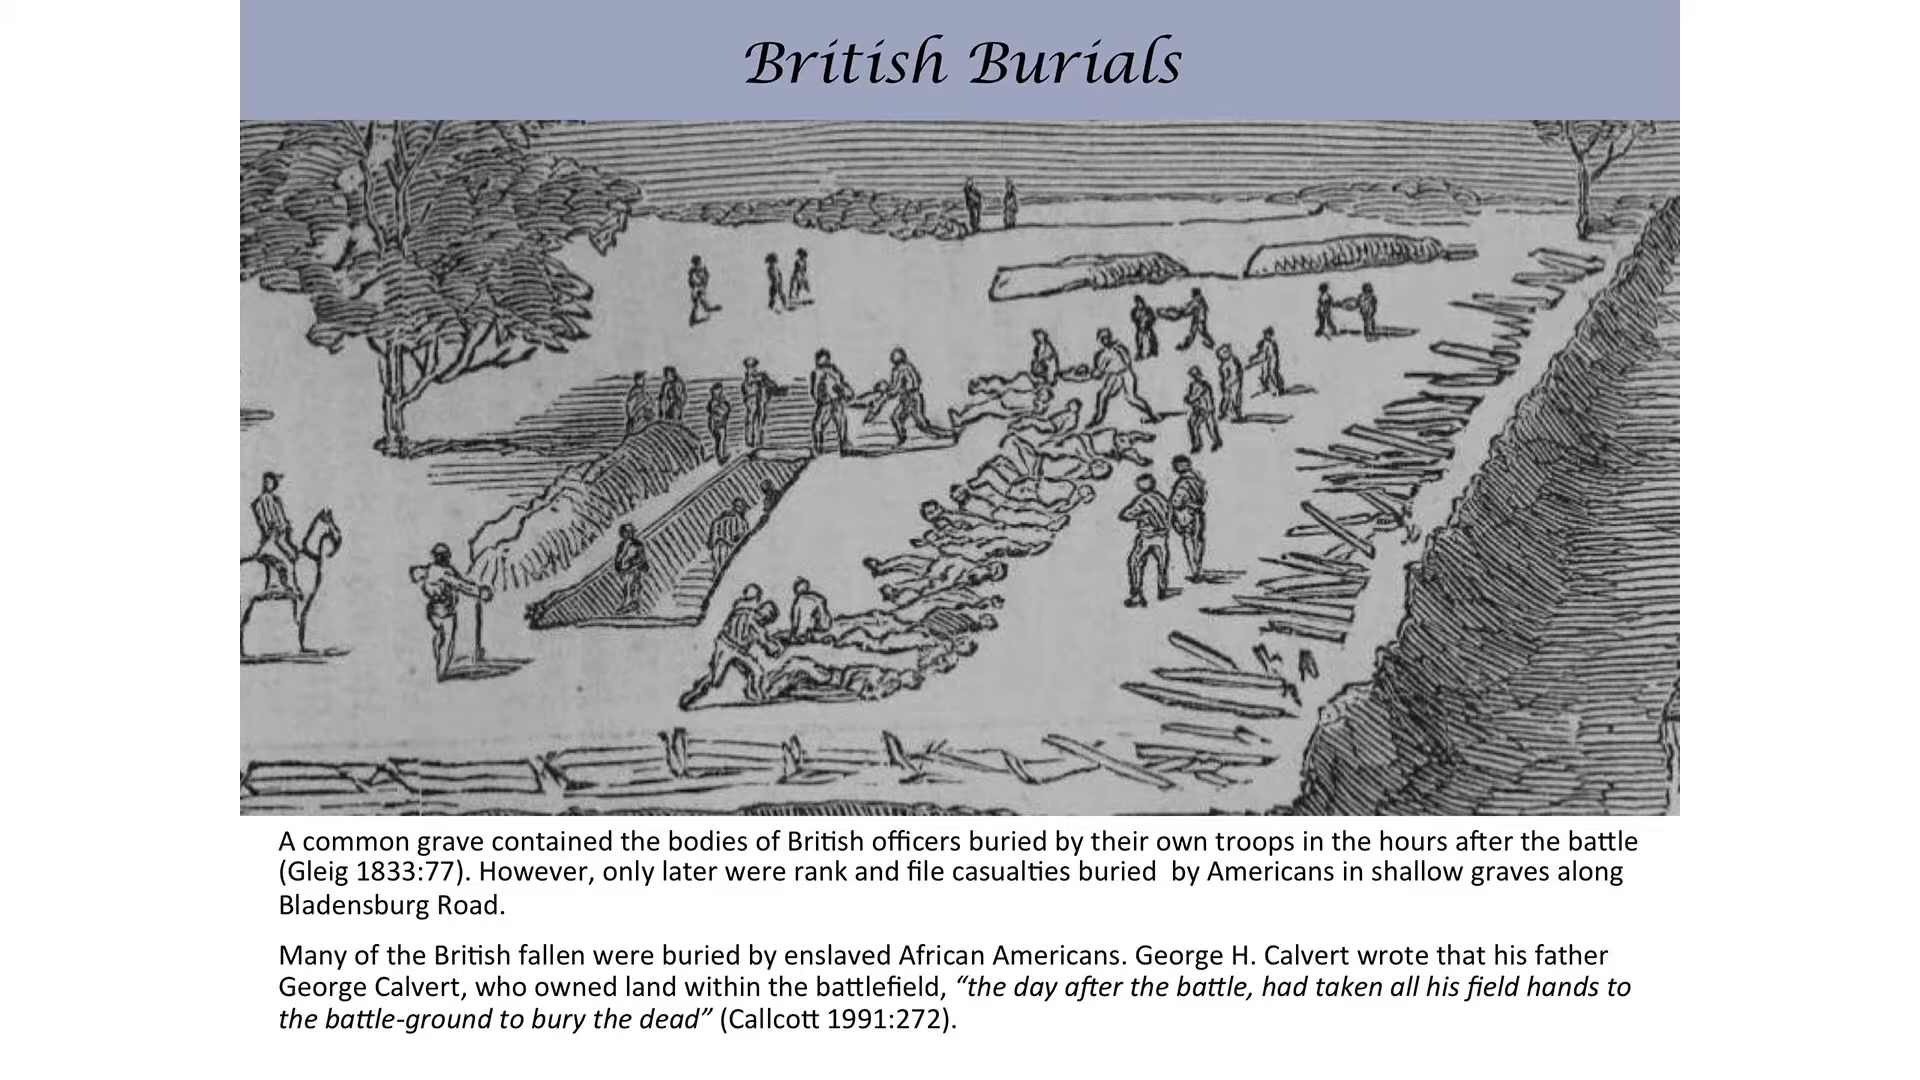 British Burials
A common grave contained the bodies of British officers buried by their own troops in the hours after the battle
(Gleig 1833:77). However, only later were rank and file casualties buried  by Americans in shallow graves along
Bladensburg Road.
Many of the British fallen were buried by enslaved African Americans. George H. Calvert wrote that his father
George Calvert, who owned land within the battlefield, “the day after the battle, had taken all his field hands to
the battle-ground to bury the dead” (Callcott 1991:272).